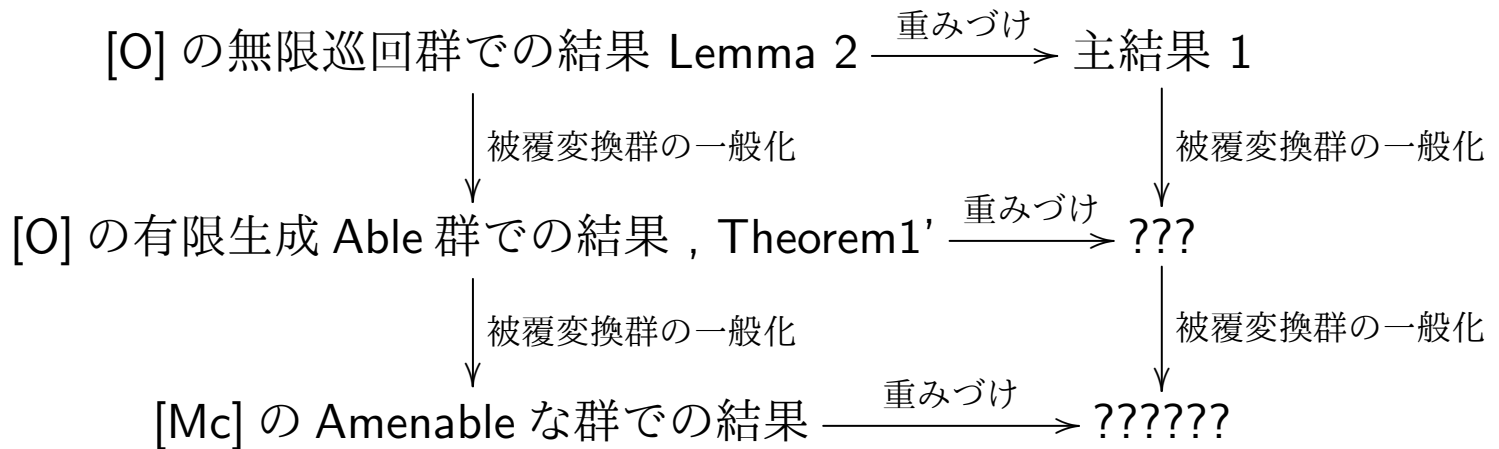 [O] の無限巡回群での結果 Lemma 2 重みづけ 主結果 1
被覆変換群の一般化 被覆変換群の一般化
[O] の有限生成 Able 群での結果 , Theorem1' 重みづけ ???
被覆変換群の一般化 被覆変換群の一般化
[Mc] の Amenable な群での結果 重みづけ ??????